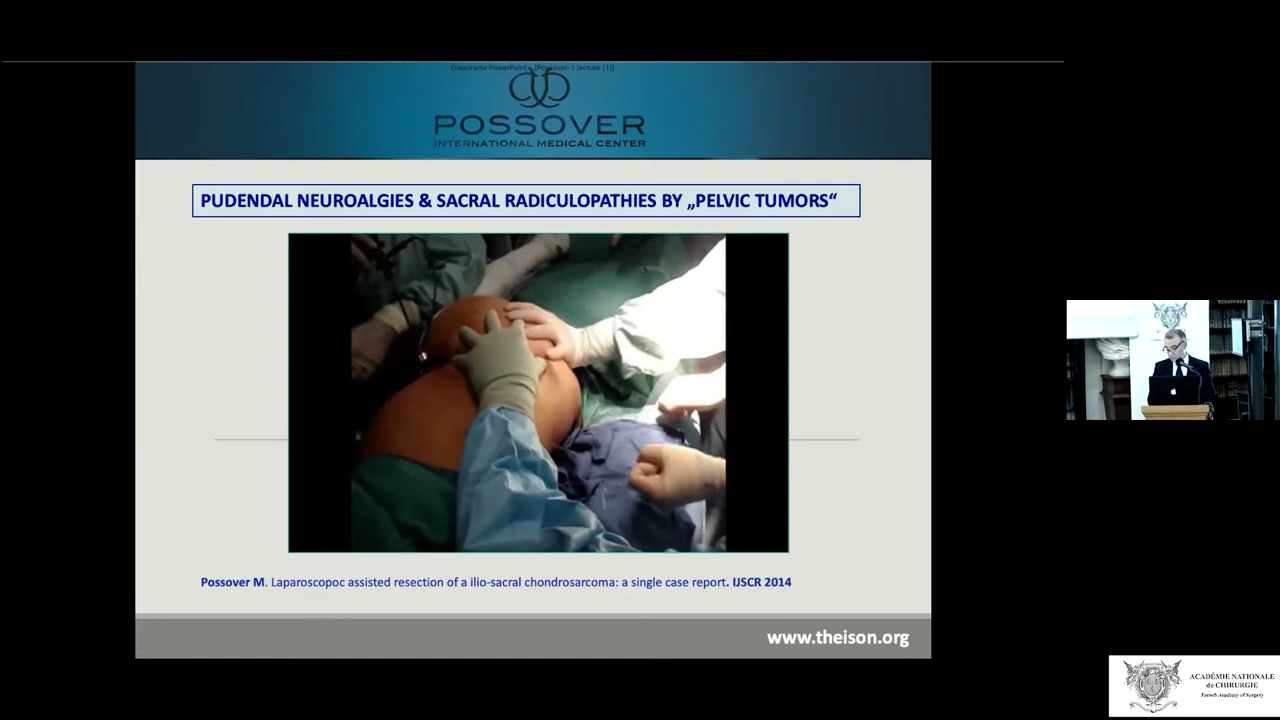 Diaporama PowerPoint - [Possover-1 lecture (1)]
POSSOVER
INTERNATIONAL MEDICAL CENTER
PUDENDAL NEUROALGIES & SACRAL RADICULOPATHIES BY „PELVIC TUMORS“
Possover M. Laparoscopoc assisted resection of a ilio-sacral chondrosarcoma: a single case report. IJSCR 2014
www.theison.org
ACADÉMIE NATIONALE
de CHIRURGIE
French Academy of Surgery